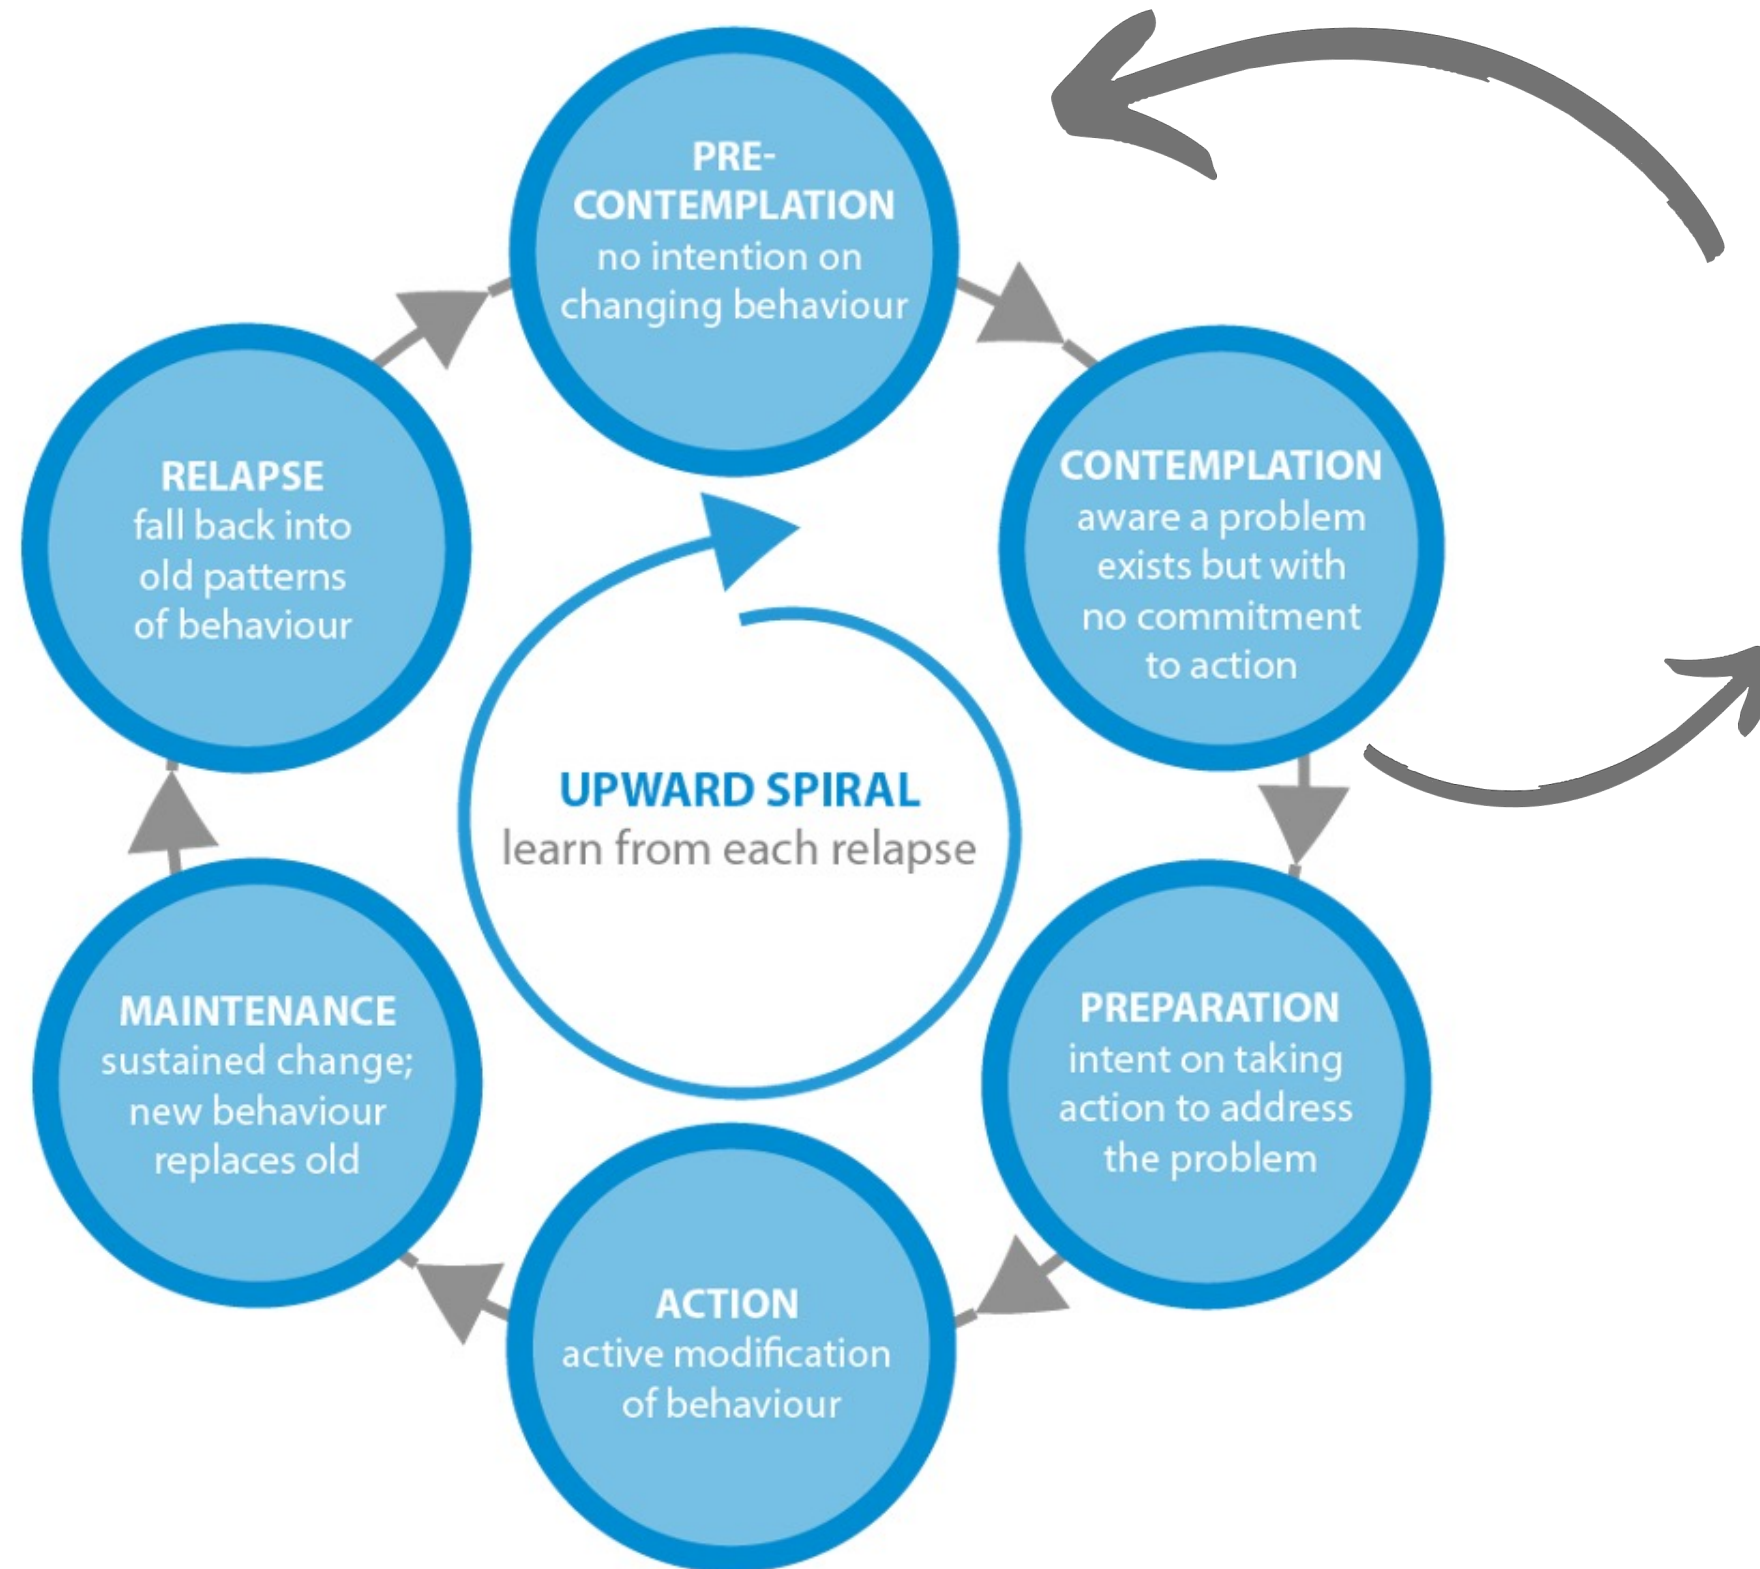 PRE-
CONTEMPLATION
no intention on
changing behaviour
CONTEMPLATION
aware a problem
exists but with
no commitment
to action
PREPARATION
intent on taking
action to address
the problem
ACTION
active modification
of behaviour
MAINTENANCE
sustained change;
new behaviour
replaces old
RELAPSE
fall back into
old patterns
of behaviour
UPWARD SPIRAL
learn from each relapse